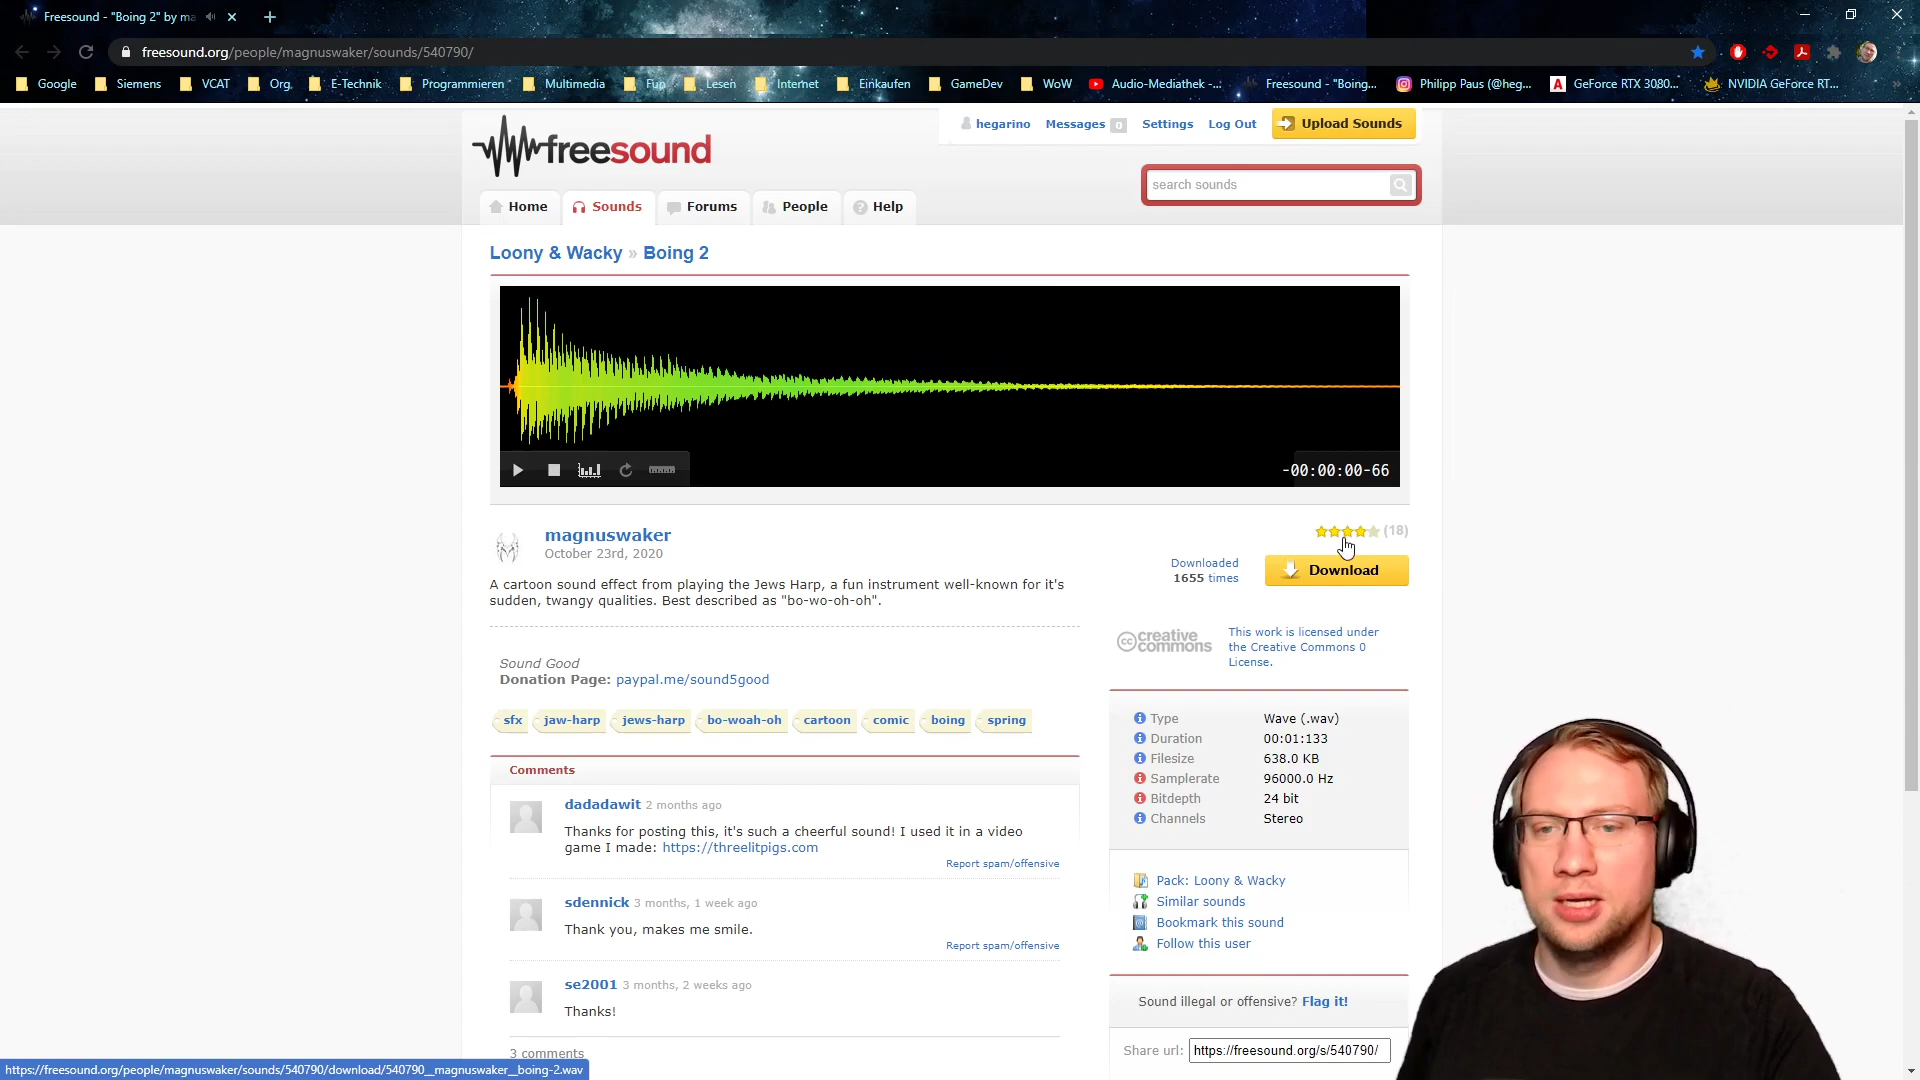 Freesound - "Boing 2" by ma
freesound.org/people/magnuswaker/sounds/540790/
Google
Siemens
VCAT
Org.
E-Technik
Programmieren
Multimedia
Fun
Lesen
Internet
Einkaufen
GameDev
WoW
Audio-Mediathek -...
Freesound - "Boing...
Philipp Paus (@heg...
GeForce RTX 3080...
NVIDIA GeForce RT...
freesound
hegarino
Messages 0
Settings
Log Out
Upload Sounds
search sounds
Home
Sounds
Forums
People
Help
Loony & Wacky » Boing 2
-00:00:00-66
magnuswaker
October 23rd, 2020
(18)
Downloaded
1655 times
Download
A cartoon sound effect from playing the Jews Harp, a fun instrument well-known for it's
sudden, twangy qualities. Best described as "bo-wo-oh-oh".
creative
commons
This work is licensed under
the Creative Commons 0
License.
Sound Good
Donation Page: paypal.me/sound5good
sfx
jaw-harp
jews-harp
bo-woah-oh
cartoon
comic
boing
spring
Type Wave (.wav)
Duration 00:01:133
Filesize 638.0 KB
Samplerate 96000.0 Hz
Bitdepth 24 bit
Channels Stereo
Comments
dadadawit 2 months ago
Thanks for posting this, it's such a cheerful sound! I used it in a video
game I made: https://threelitpigs.com
Report spam/offensive
sdennick 3 months, 1 week ago
Thank you, makes me smile.
Report spam/offensive
se2001 3 months, 2 weeks ago
Thanks!
3 comments
Pack: Loony & Wacky
Similar sounds
Bookmark this sound
Follow this user
Sound illegal or offensive? Flag it!
Share url: https://freesound.org/s/540790/
https://freesound.org/people/magnuswaker/sounds/540790/download/540790__magnuswaker__boing-2.wav